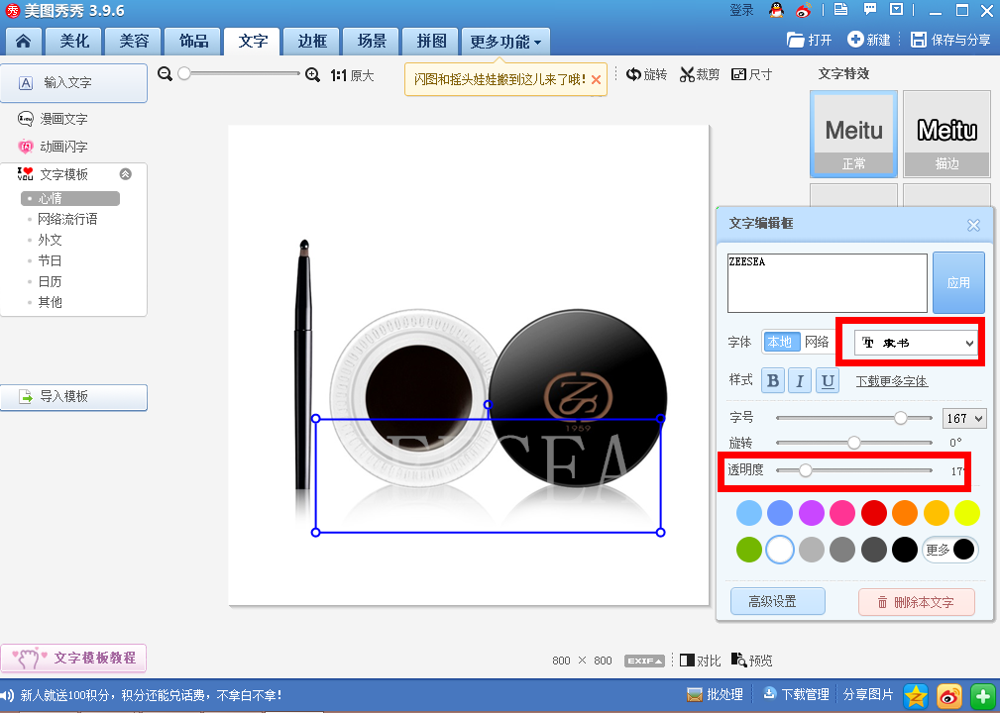 美图秀秀 3.9.6
登录
美化
美容
饰品
文字
边框
场景
拼图
更多功能
打开
新建
保存与分享
输入文字
漫画文字
动画闪字
文字模板
心情
网络流行语
外文
节日
日历
其他
导入模板
文字模板教程
1:1 原大
闪图和摇头娃娃搬到这儿来了哦!
旋转
裁剪
尺寸
文字特效
Meitu
正常
Meitu
描边
文字编辑框
ZEESEA
应用
字体
本地
网络
隶书
样式
B I U
下载更多字体
字号
167
旋转
0°
透明度
17
更多
高级设置
删除本文字
1959
EESEA
800 × 800
EXIF
对比
预览
新人就送100积分，积分还能兑话费，不拿白不拿!
批处理
下载管理
分享图片